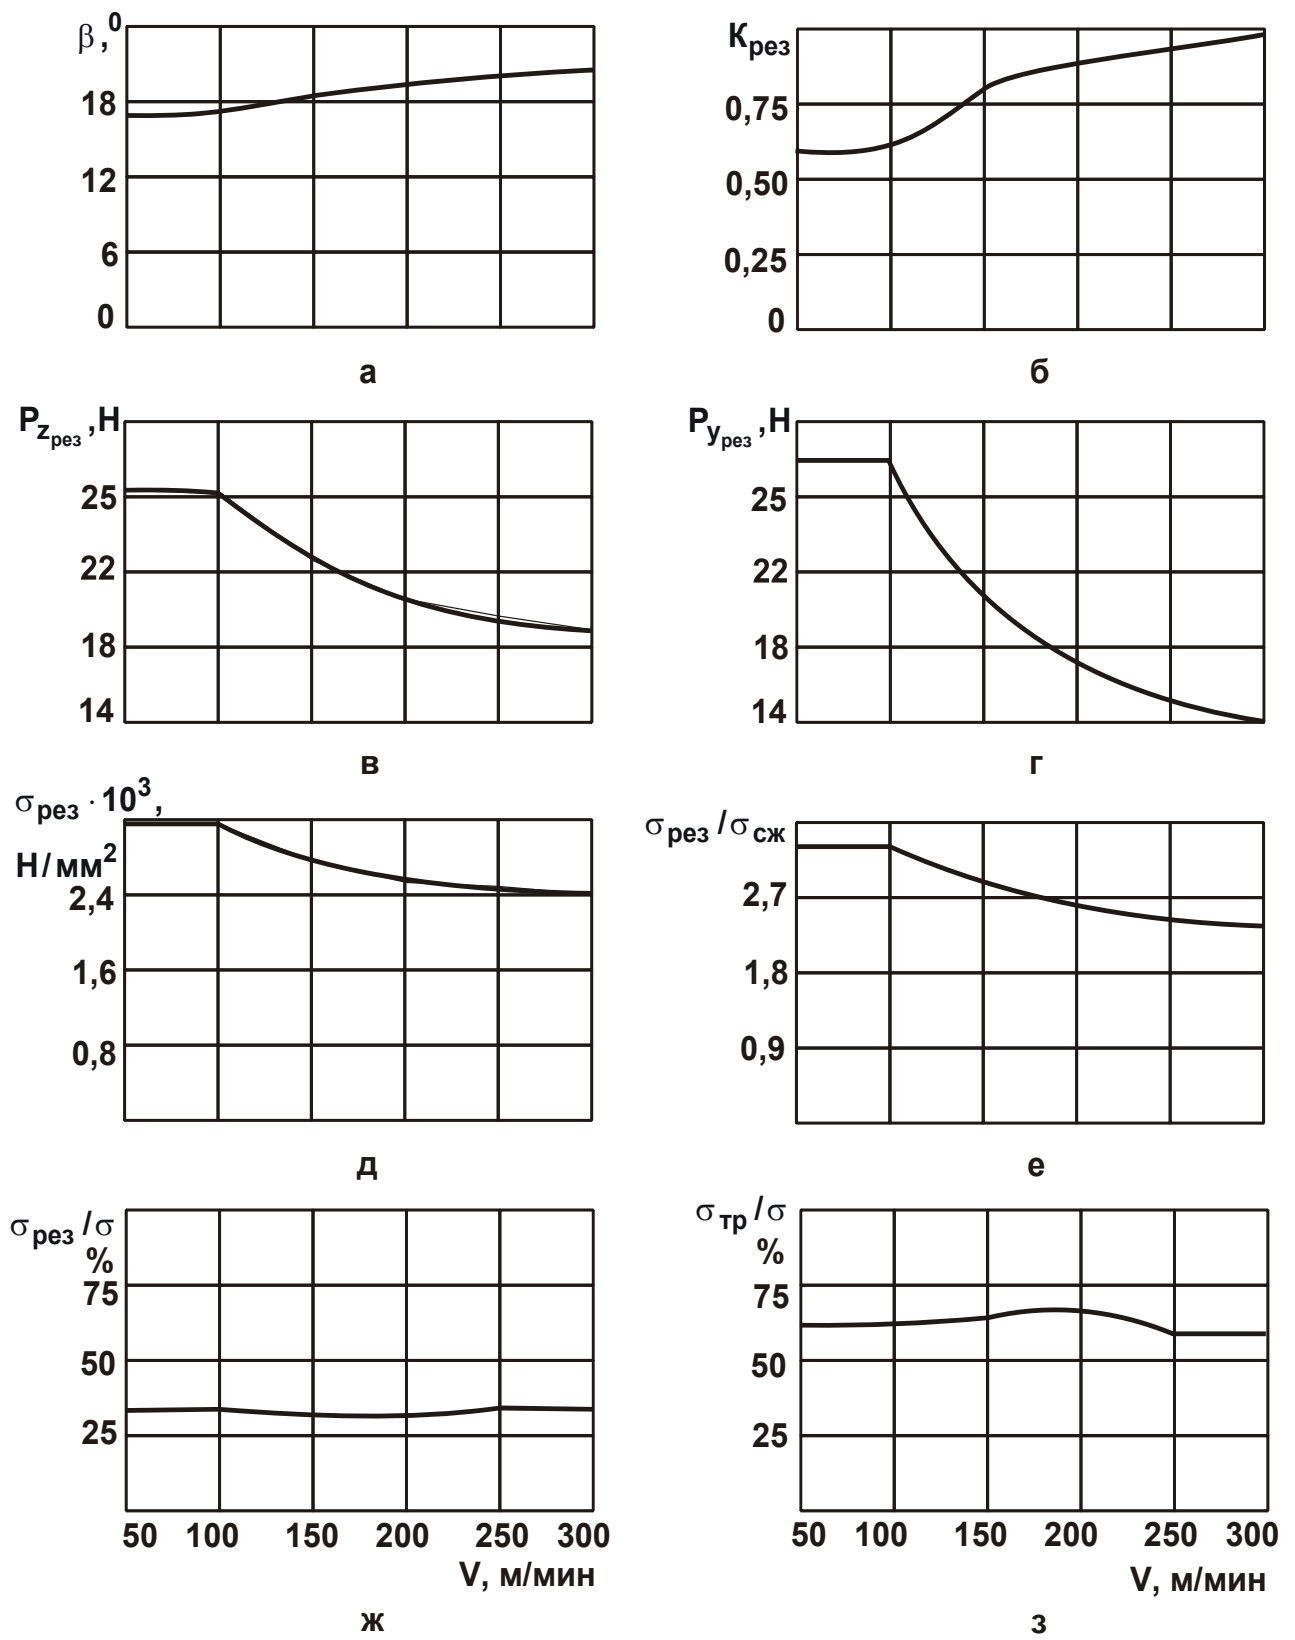 β,⁰
18
12
6
0
а
Kрез
0,75
0,50
0,25
0
б
Pzрез ,Н
25
22
18
14
в
Pyрез ,Н
25
22
18
14
г
σрез · 10³,
Н/мм²
2,4
1,6
0,8
д
σрез /σсж
2,7
1,8
0,9
е
σрез /σ
%
75
50
25
50 100 150 200 250 300
V, м/мин
ж
σтр /σ
%
75
50
25
50 100 150 200 250 300
V, м/мин
з